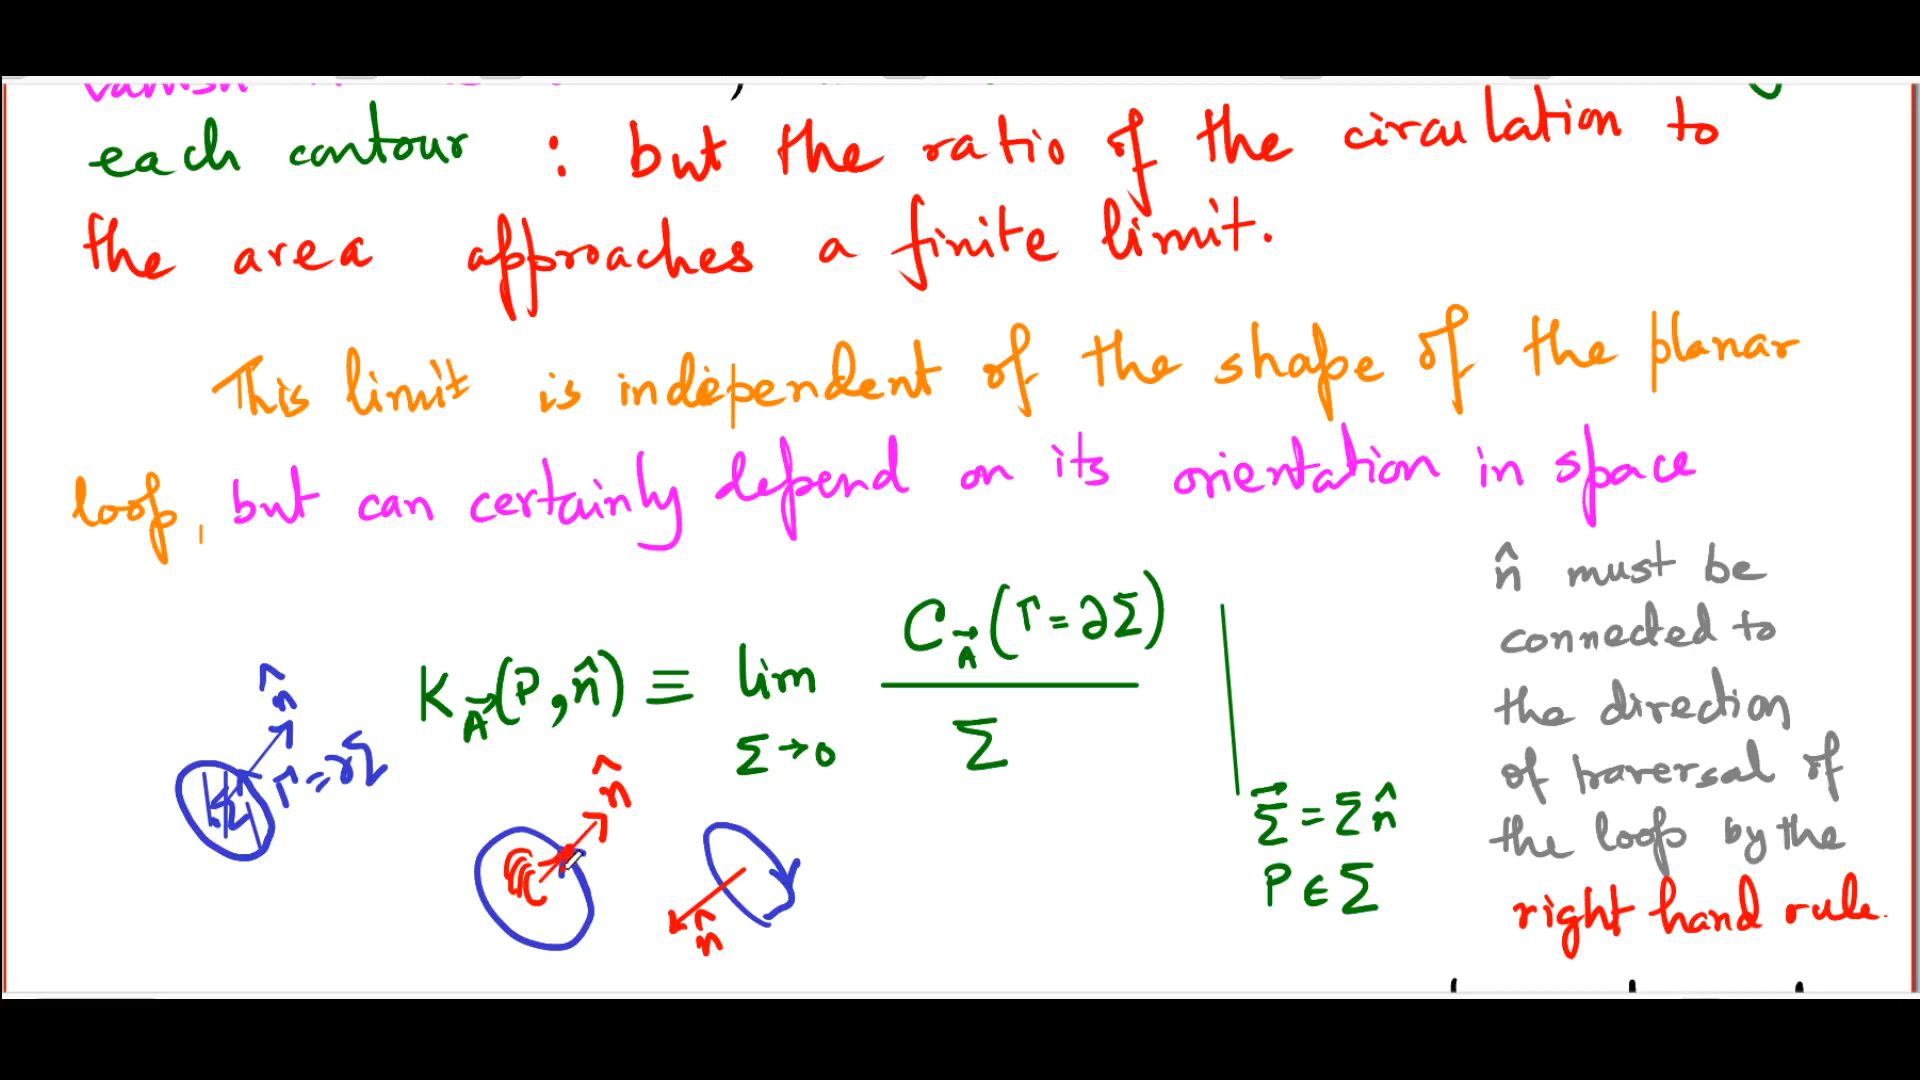 vanish
each contour : but the ratio of the circulation to
the area approaches a finite limit.
This limit is independent of the shape of the planar
loop, but can certainly depend on its orientation in space
K_A⃗(P, n̂) ≡ lim_{Σ→0} C_A⃗(Γ = ∂Σ) / Σ
n̂
Σ Γ = ∂Σ
n̂
n̂
Σ⃗ = Σ n̂
P ∈ Σ
n̂ must be
connected to
the direction
of traversal of
the loop by the
right hand rule.